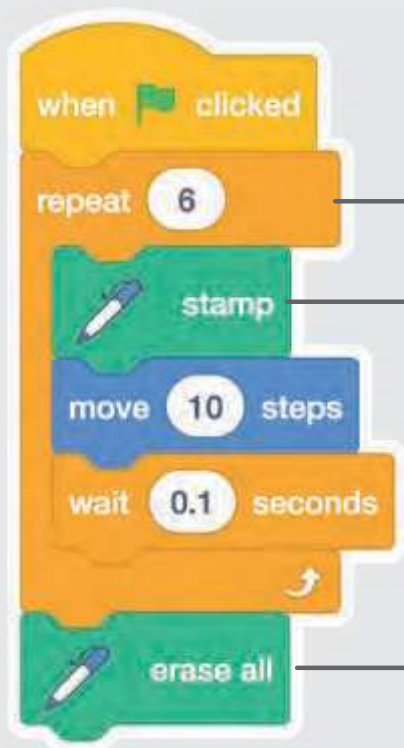 when clicked
repeat 6
stamp
move 10 steps
wait 0.1 seconds
erase all